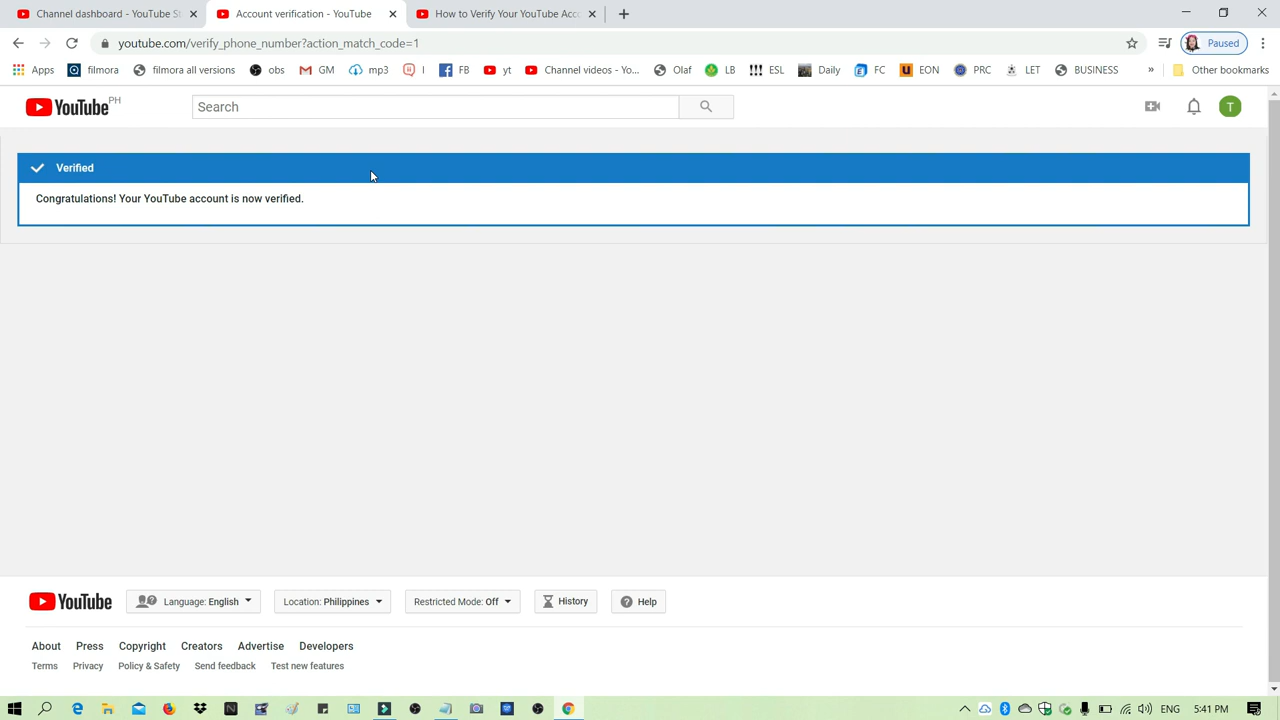 Channel dashboard - YouTube St
Account verification - YouTube
How to Verify Your YouTube Acco
youtube.com/verify_phone_number?action_match_code=1
Paused
Apps filmora filmora all versions obs GM mp3 I FB yt Channel videos - Yo... Olaf LB ESL Daily FC EON PRC LET BUSINESS » Other bookmarks
YouTube PH
Search
T
Verified
Congratulations! Your YouTube account is now verified.
YouTube Language: English Location: Philippines Restricted Mode: Off History Help
About Press Copyright Creators Advertise Developers
Terms Privacy Policy & Safety Send feedback Test new features
ENG 5:41 PM